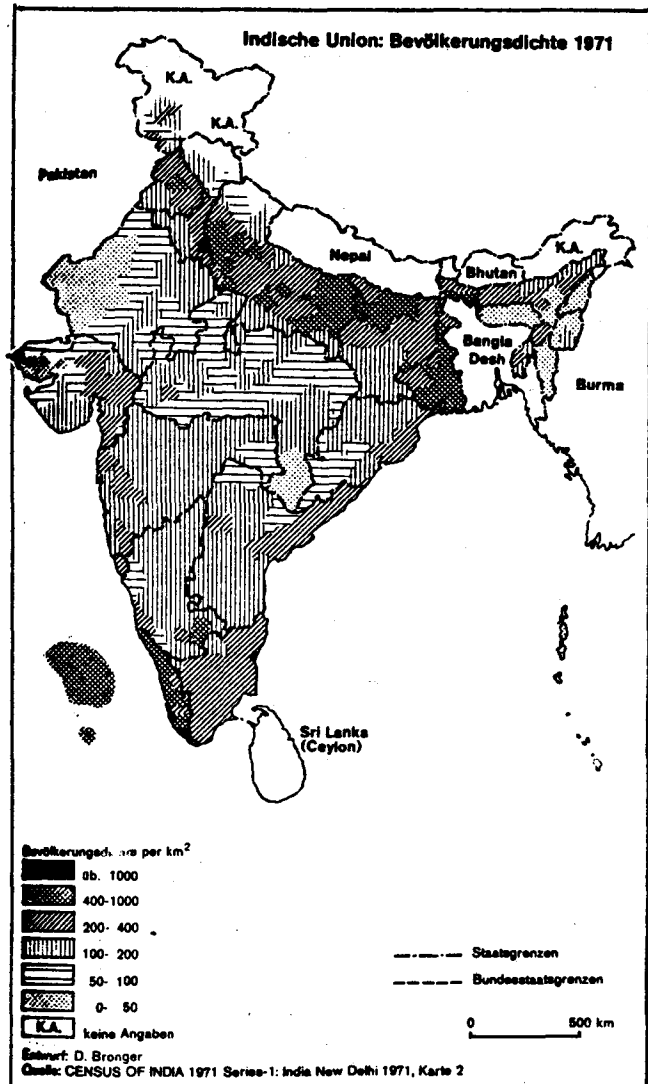 Indische Union: Bevölkerungsdichte 1971
K.A.
K.A.
Pakistan
Nepal
K.A.
Bhutan
Bangla
Desh
Burma
Sri Lanka
(Ceylon)
per km²
üb. 1000
400-1000
200- 400
100- 200
50- 100
0- 50
K.A. keine Angaben
Staatsgrenzen
Bundesstaatsgrenzen
0 500 km
Entwurf: D. Bronger
Quelle: CENSUS OF INDIA 1971 Series-1: India New Delhi 1971, Karte 2